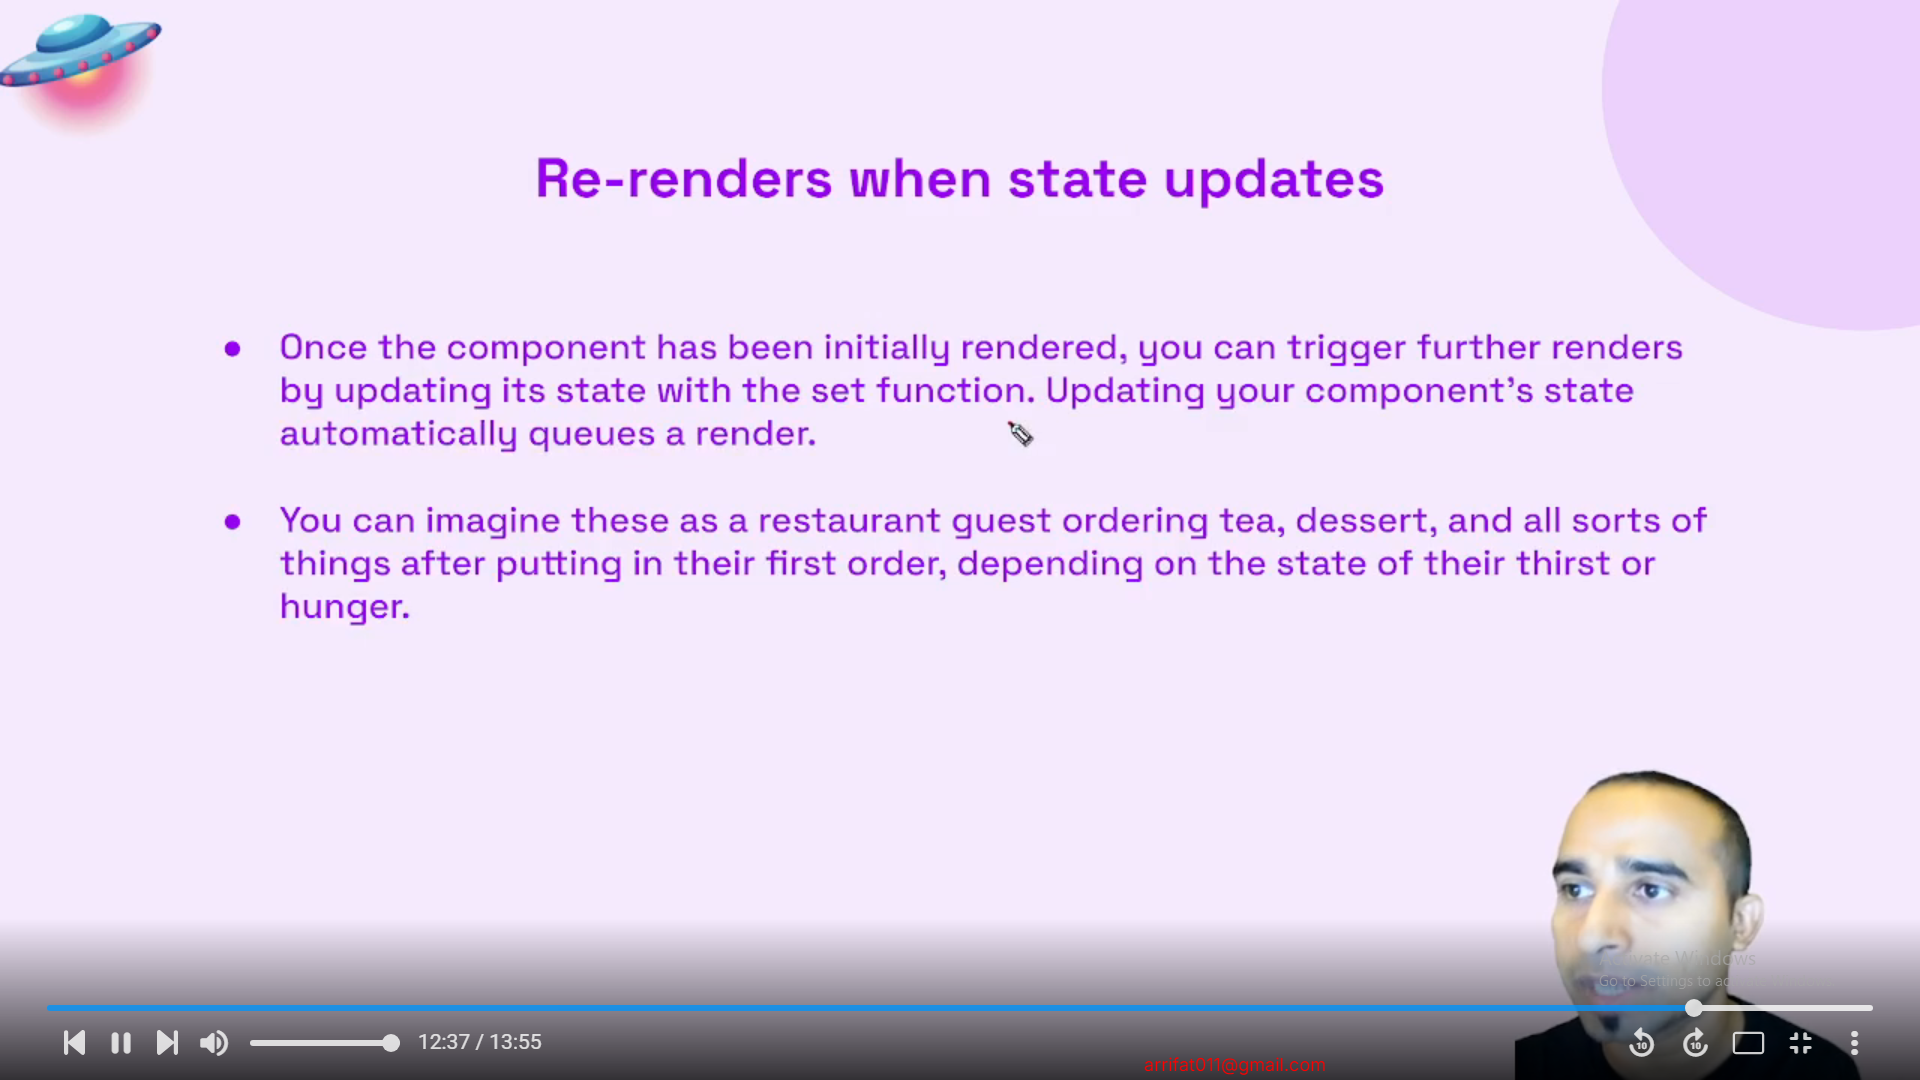 Re-renders when state updates
● Once the component has been initially rendered, you can trigger further renders
by updating its state with the set function. Updating your component's state
automatically queues a render.
● You can imagine these as a restaurant guest ordering tea, dessert, and all sorts of
things after putting in their first order, depending on the state of their thirst or
hunger.
Activate Windows
Go to Settings to
12:37 / 13:55
10
10
arrifat011@gmail.com